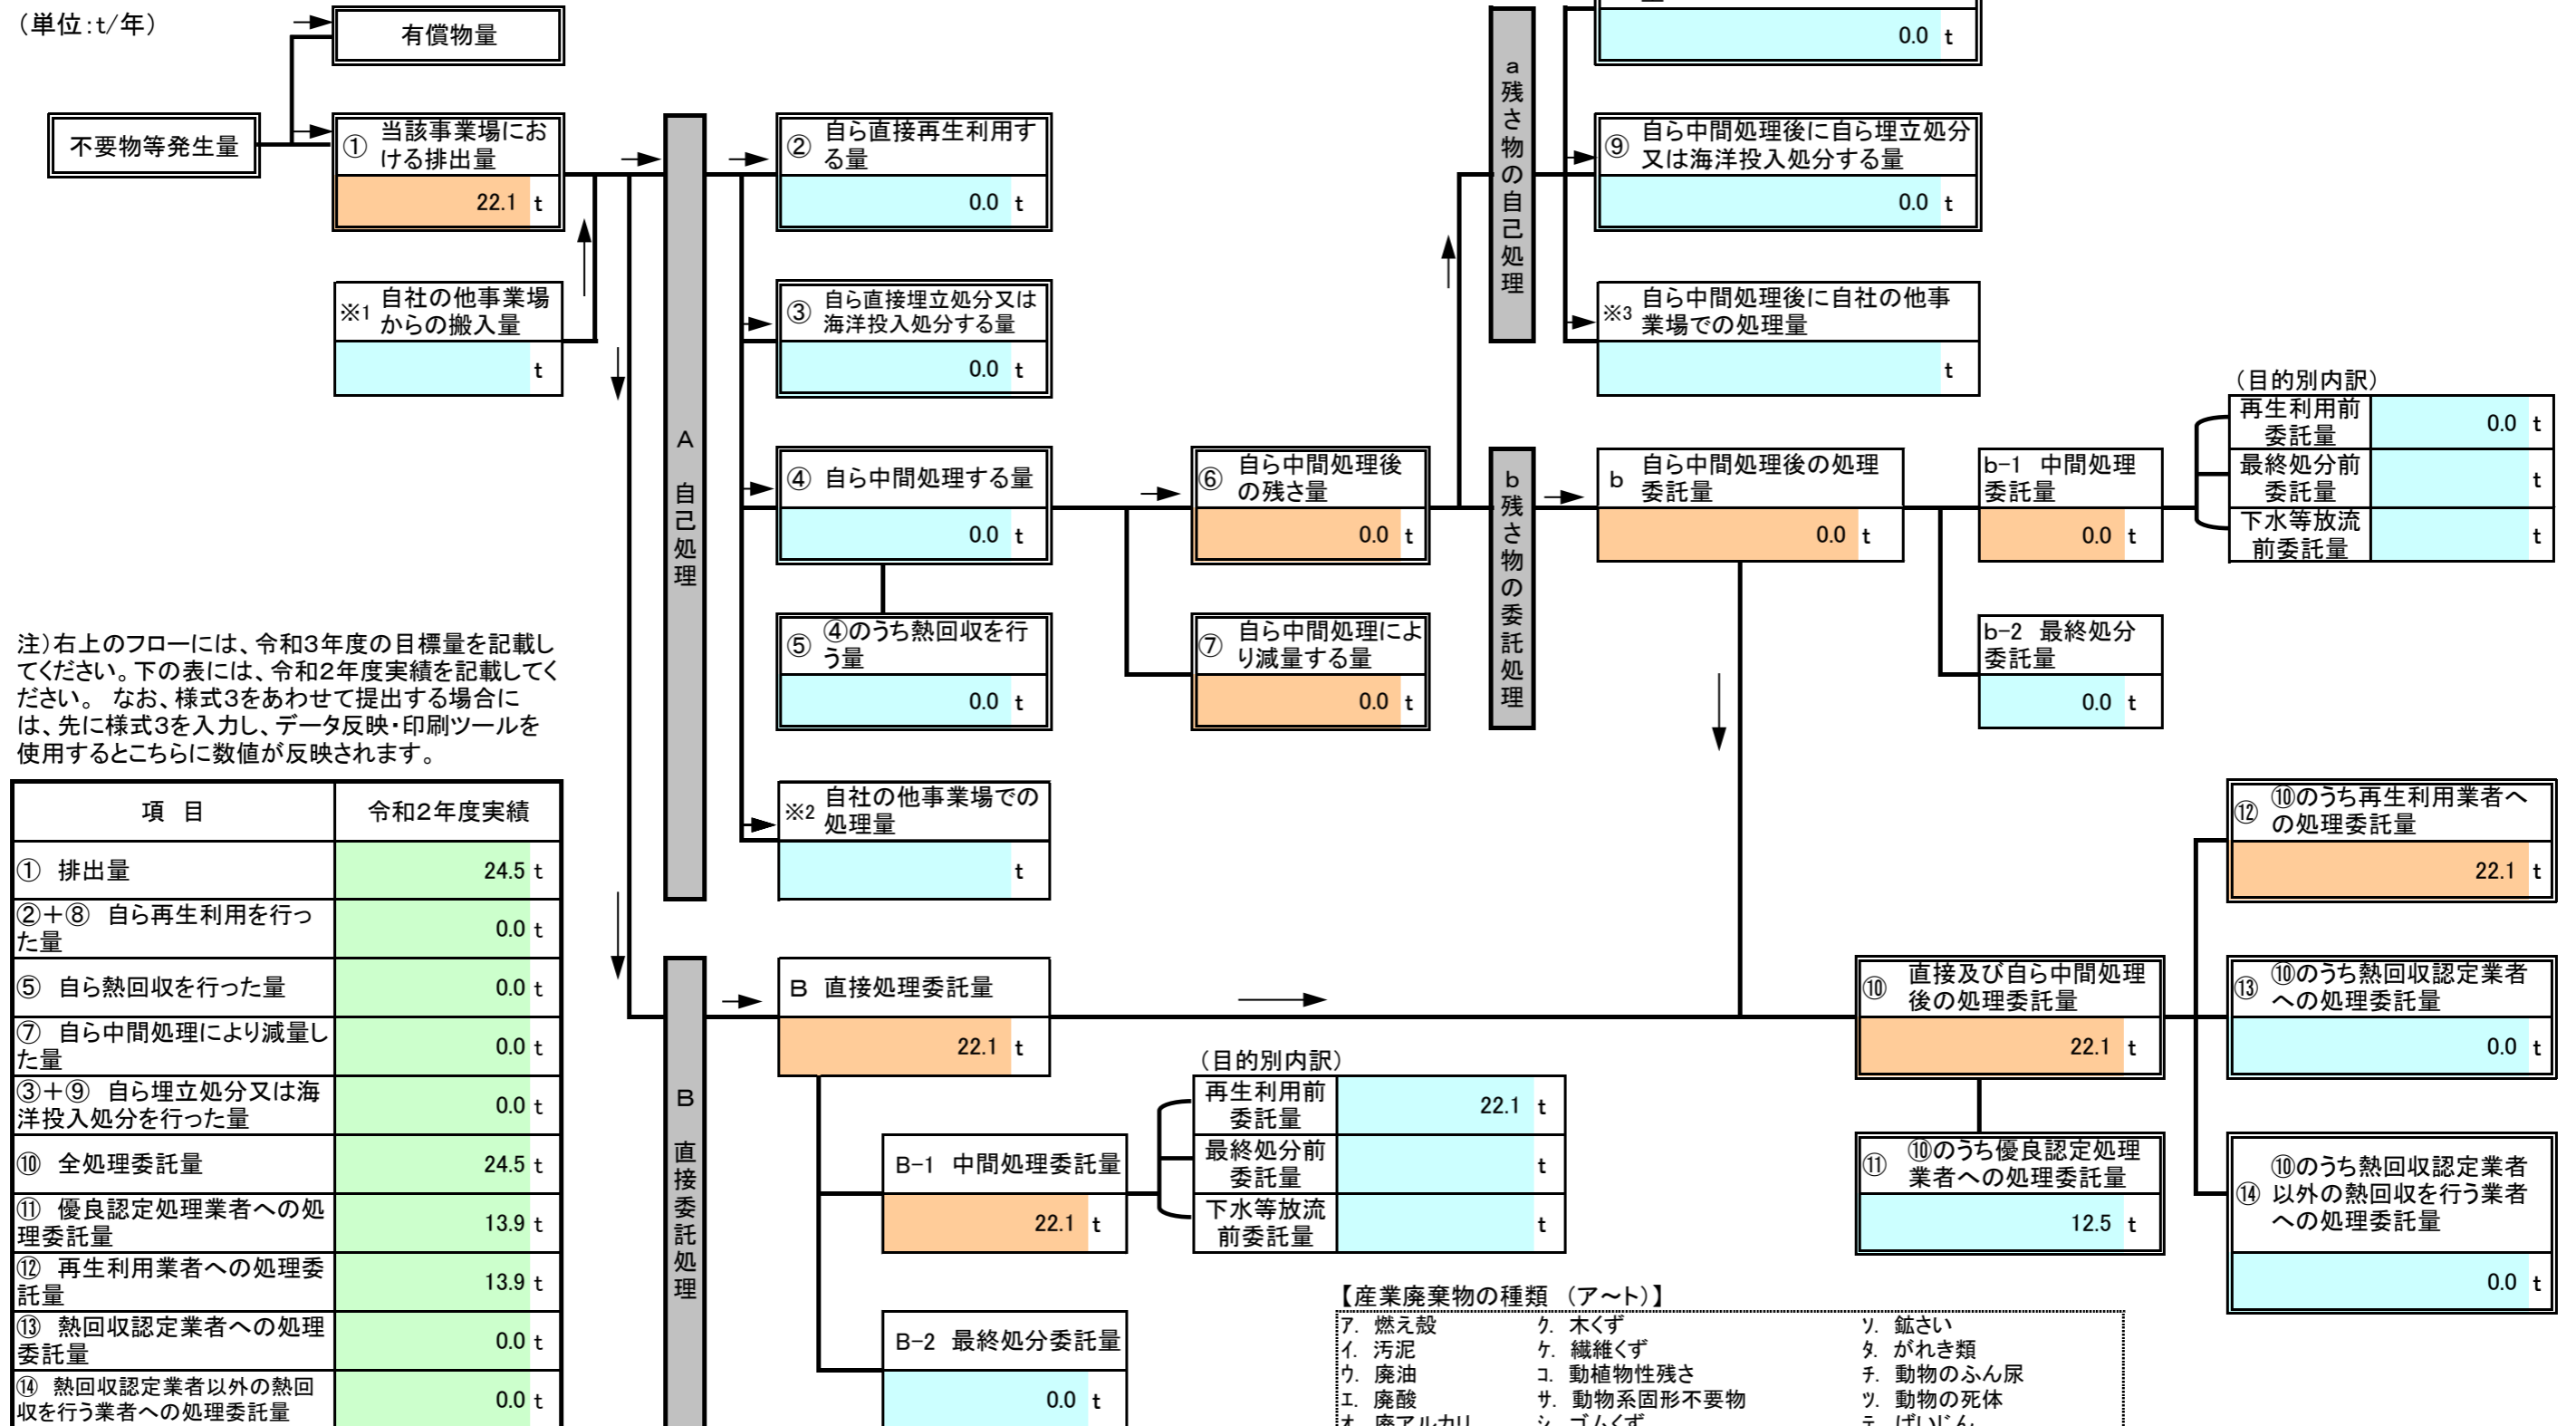 (単位:t/年)
有償物量
不要物等発生量
① 当該事業場にお
ける排出量
22.1 t
※1 自社の他事業場
からの搬入量
t
A 自己処理
② 自ら直接再生利用す
る量
0.0 t
③ 自ら直接埋立処分又は
海洋投入処分する量
0.0 t
④ 自ら中間処理する量
0.0 t
⑤ ④のうち熱回収を行
う量
0.0 t
※2 自社の他事業場での
処理量
t
⑥ 自ら中間処理後
の残さ量
0.0 t
⑦ 自ら中間処理によ
り減量する量
0.0 t
a 残さ物の自己処理
0.0 t
⑨ 自ら中間処理後に自ら埋立処分
又は海洋投入処分する量
0.0 t
※3 自ら中間処理後に自社の他事
業場での処理量
t
b 残さ物の委託処理
b 自ら中間処理後の処理
委託量
0.0 t
b-1 中間処理
委託量
0.0 t
b-2 最終処分
委託量
0.0 t
(目的別内訳)
再生利用前
委託量 0.0 t
最終処分前
委託量 t
下水等放流
前委託量 t
注)右上のフローには、令和3年度の目標量を記載し
てください。下の表には、令和2年度実績を記載してく
ださい。 なお、様式3をあわせて提出する場合に
は、先に様式3を入力し、データ反映・印刷ツールを
使用するとこちらに数値が反映されます。
項 目 令和2年度実績
① 排出量 24.5 t
②+⑧ 自ら再生利用を行っ
た量 0.0 t
⑤ 自ら熱回収を行った量 0.0 t
⑦ 自ら中間処理により減量し
た量 0.0 t
③+⑨ 自ら埋立処分又は海
洋投入処分を行った量 0.0 t
⑩ 全処理委託量 24.5 t
⑪ 優良認定処理業者への処
理委託量 13.9 t
⑫ 再生利用業者への処理委
託量 13.9 t
⑬ 熱回収認定業者への処理
委託量 0.0 t
⑭ 熱回収認定業者以外の熱回
収を行う業者への処理委託量 0.0 t
B 直接委託処理
B 直接処理委託量
22.1 t
B-1 中間処理委託量
22.1 t
B-2 最終処分委託量
0.0 t
(目的別内訳)
再生利用前
委託量 22.1 t
最終処分前
委託量 t
下水等放流
前委託量 t
⑩ 直接及び自ら中間処理
後の処理委託量
22.1 t
⑪ ⑩のうち優良認定処理
業者への処理委託量
12.5 t
⑫ ⑩のうち再生利用業者へ
の処理委託量
22.1 t
⑬ ⑩のうち熱回収認定業者
への処理委託量
0.0 t
⑭ ⑩のうち熱回収認定業者
以外の熱回収を行う業者
への処理委託量
0.0 t
【産業廃棄物の種類 (ア~ト)】
ア. 燃え殻 ク. 木くず ソ. 鉱さい
イ. 汚泥 ケ. 繊維くず タ. がれき類
ウ. 廃油 コ. 動植物性残さ チ. 動物のふん尿
エ. 廃酸 サ. 動物系固形不要物 ツ. 動物の死体
オ. 廃アルカリ シ. ゴムくず テ. ばいじん